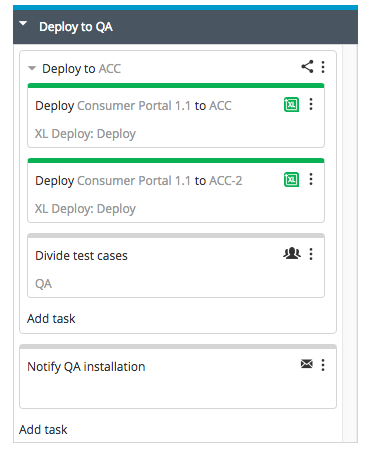 Deploy to QA
Deploy to ACC
Deploy Consumer Portal 1.1 to ACC
XL
XL Deploy: Deploy
Deploy Consumer Portal 1.1 to ACC-2
XL
XL Deploy: Deploy
Divide test cases
QA
Add task
Notify QA installation
Add task